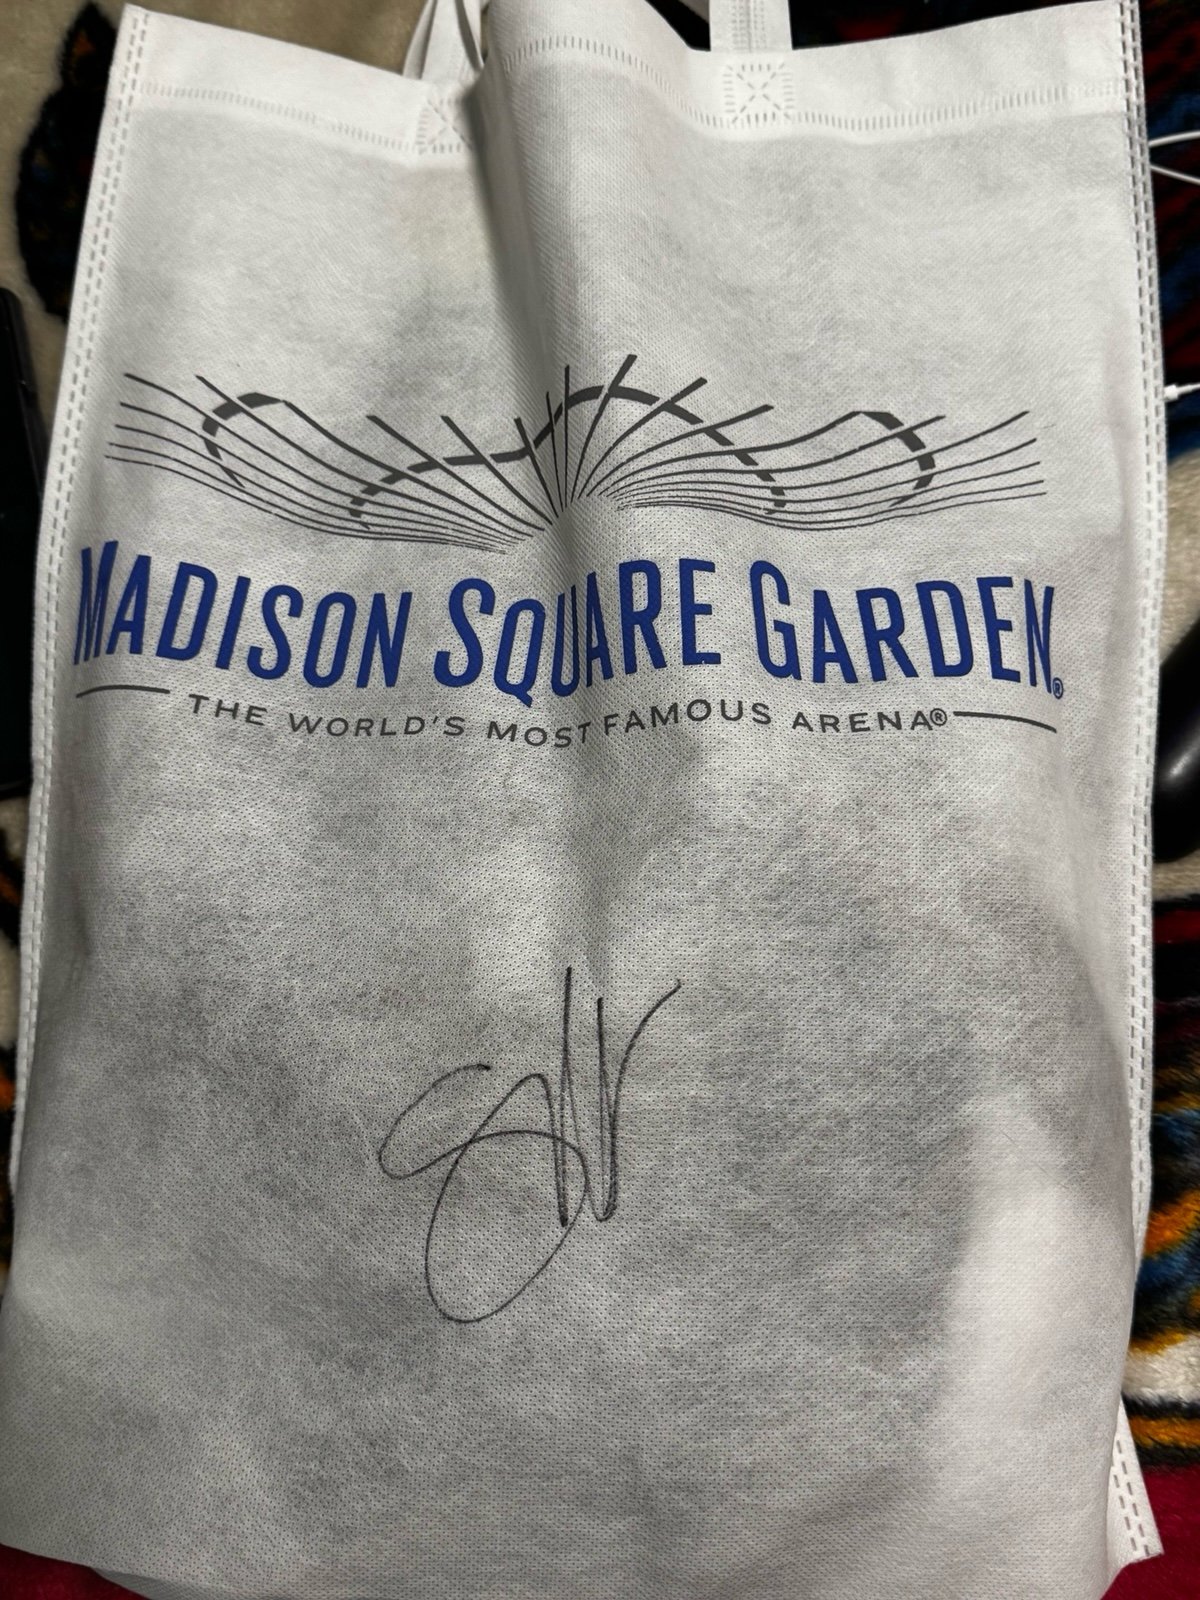 MADISON SQUARE GARDEN®
THE WORLD'S MOST FAMOUS ARENA®